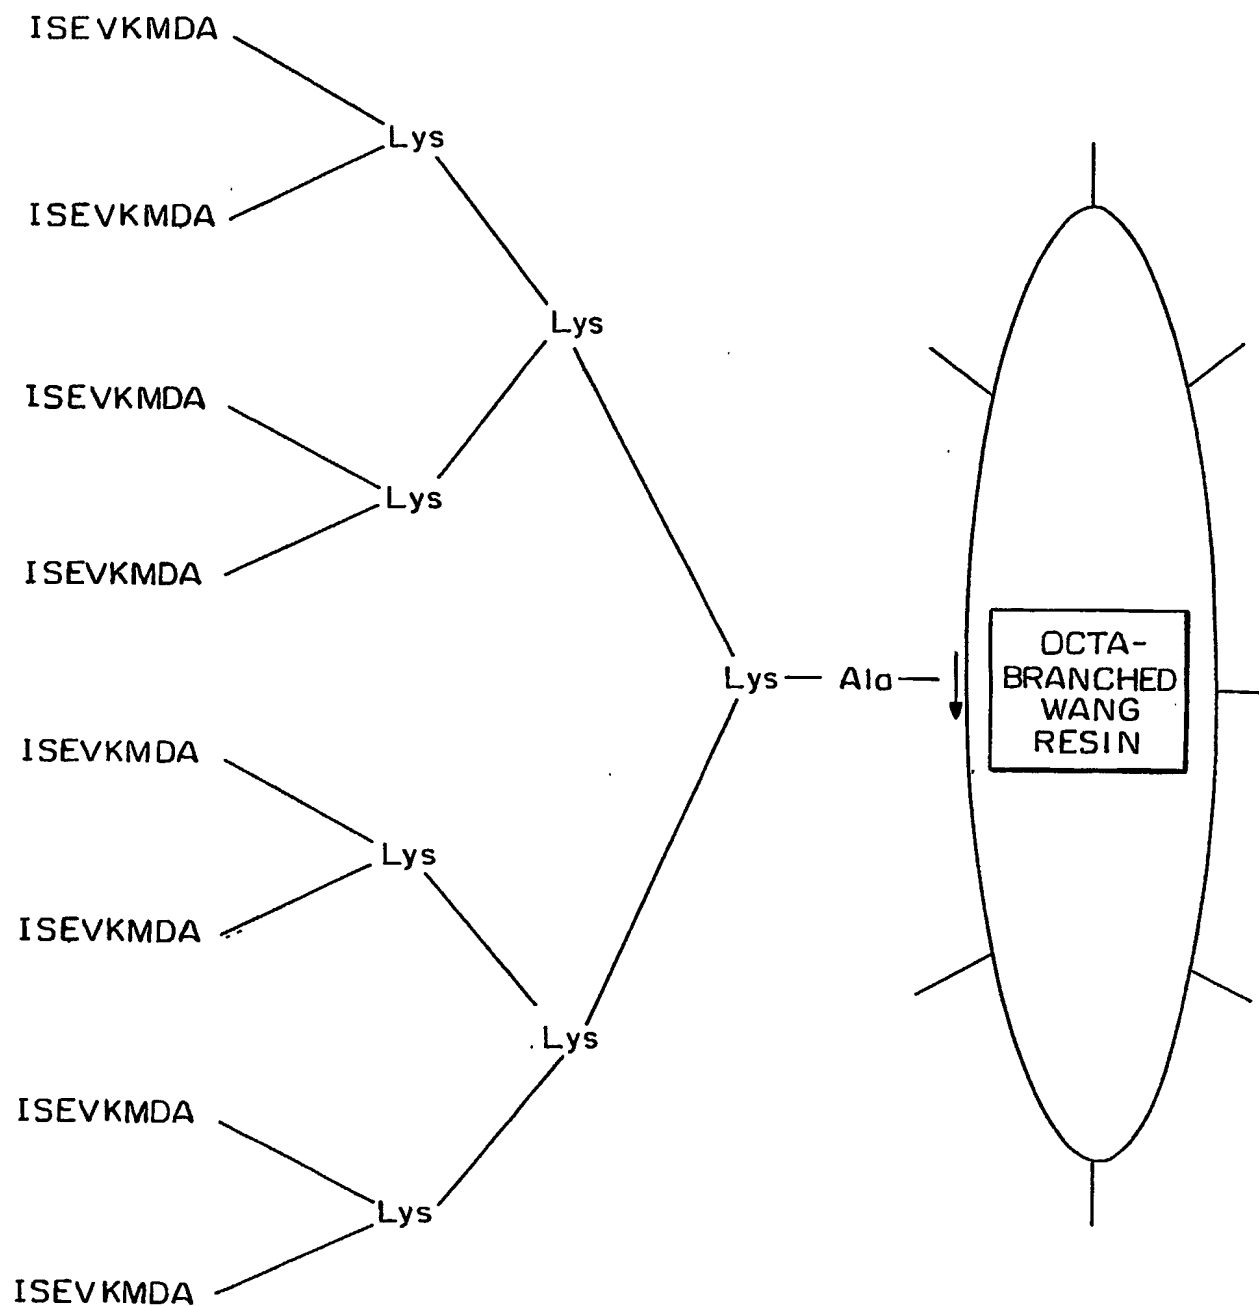 ISEVKMDA
Lys
ISEVKMDA
Lys
ISEVKMDA
Lys
ISEVKMDA
Lys — Ala —
OCTA-
BRANCHED
WANG
RESIN
ISEVKMDA
Lys
ISEVKMDA
Lys
ISEVKMDA
Lys
ISEVKMDA